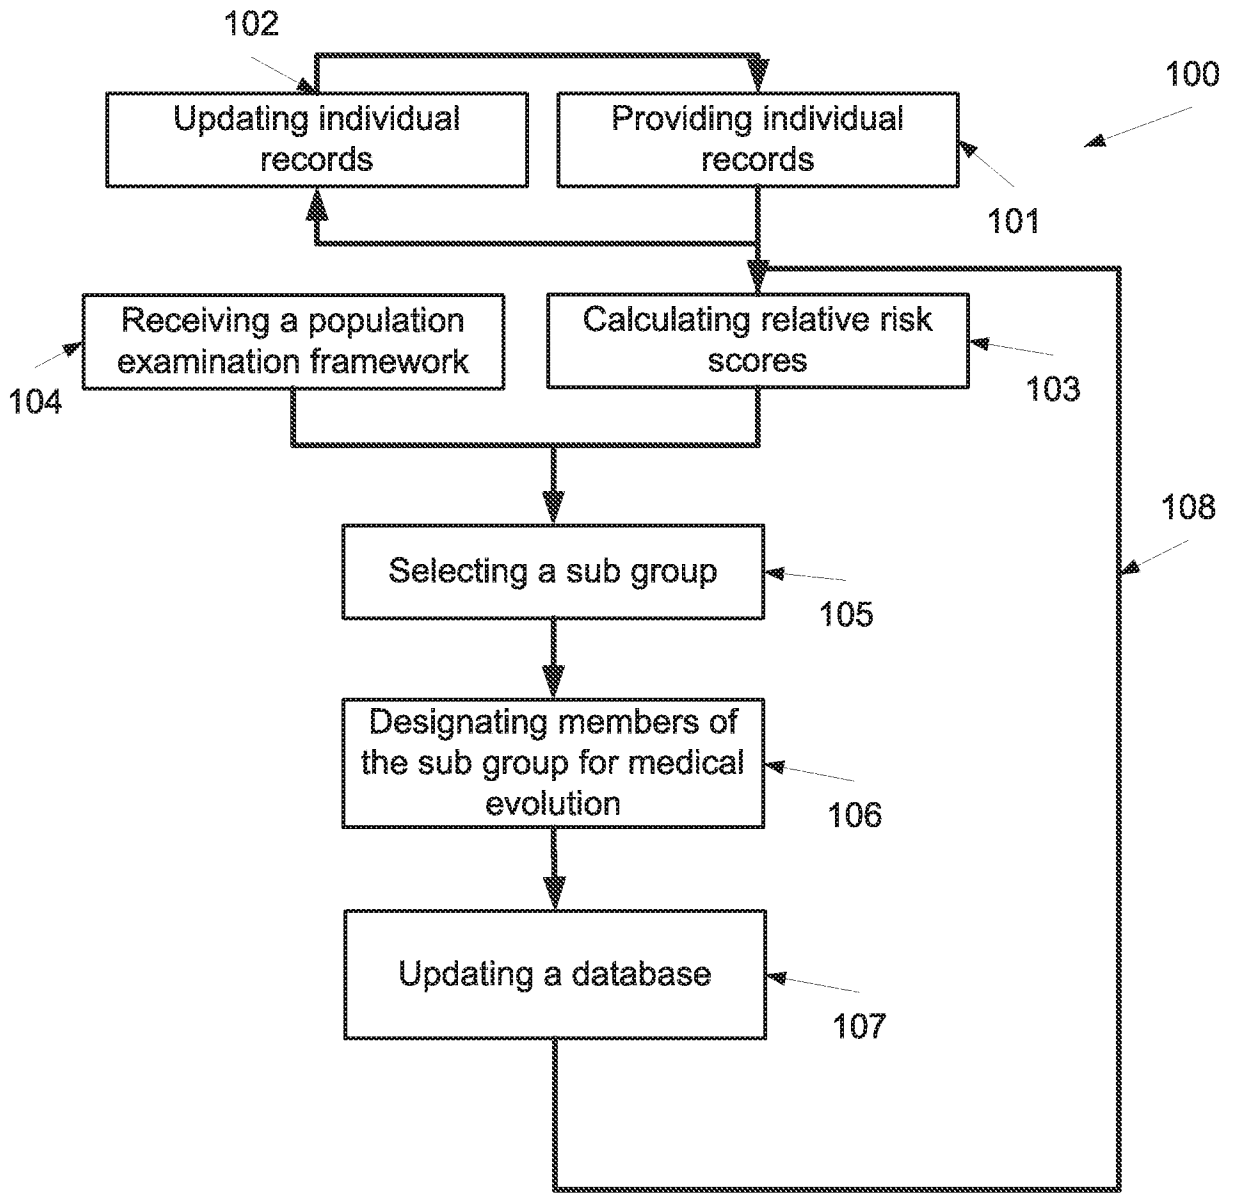 102
100
Updating individual
records
Providing individual
records
101
Receiving a population
examination framework
Calculating relative risk
scores
104
103
108
Selecting a sub group
105
Designating members of
the sub group for medical
evolution
106
Updating a database
107